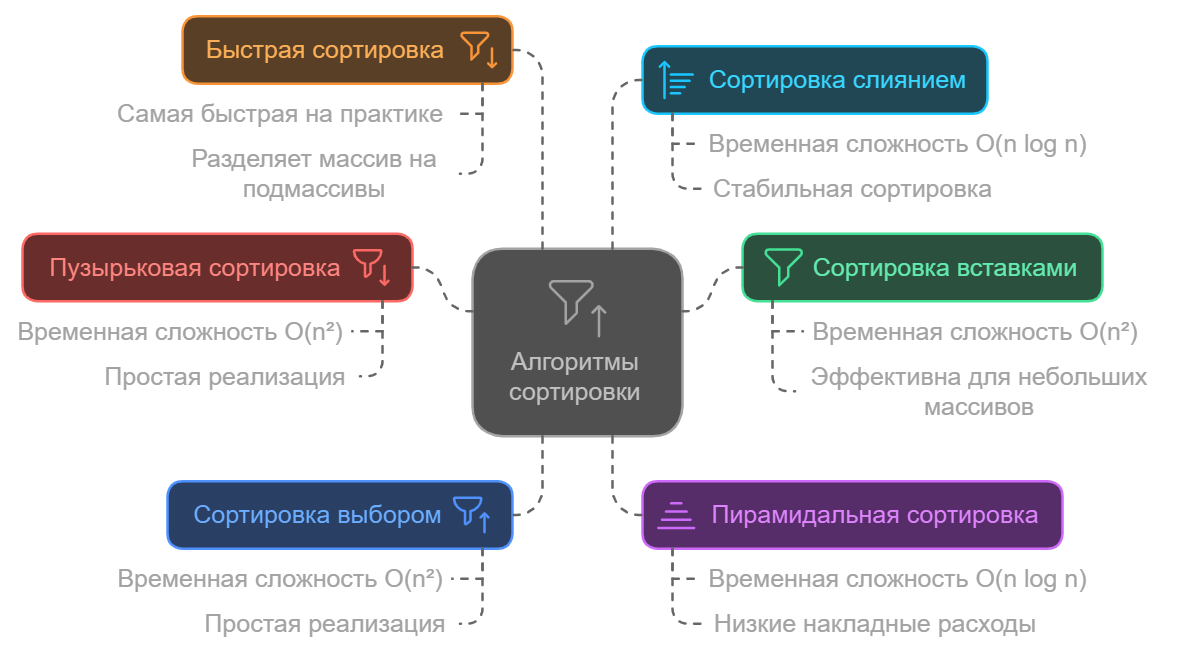 Быстрая сортировка
Самая быстрая на практике
Разделяет массив на
подмассивы
Сортировка слиянием
Временная сложность O(n log n)
Стабильная сортировка
Пузырьковая сортировка
Временная сложность O(n²)
Простая реализация
Алгоритмы
сортировки
Сортировка вставками
Временная сложность O(n²)
Эффективна для небольших
массивов
Сортировка выбором
Временная сложность O(n²)
Простая реализация
Пирамидальная сортировка
Временная сложность O(n log n)
Низкие накладные расходы